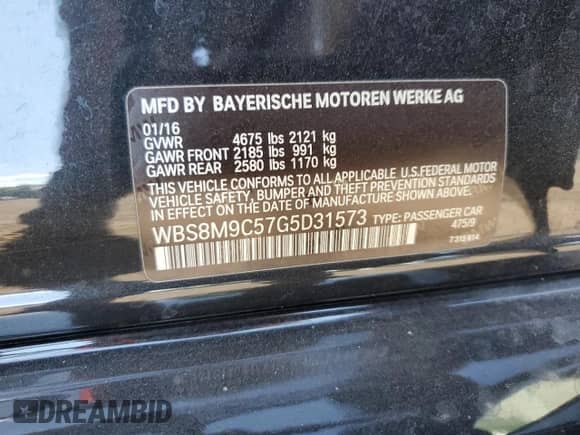 MFD BY BAYERISCHE MOTOREN WERKE AG
01/16
GVWR 4675 lbs 2121 kg
GAWR FRONT 2185 lbs 991 kg
GAWR REAR 2580 lbs 1170 kg
THIS VEHICLE CONFORMS TO ALL APPLICABLE U.S.FEDERAL MOTOR
VEHICLE SAFETY, BUMPER AND THEFT PREVENTION STANDARDS
IN EFFECT ON THE DATE OF MANUFACTURE SHOWN ABOVE.
WBS8M9C57G5D31573 TYPE: PASSENGER CAR
475/9
DREAMBID